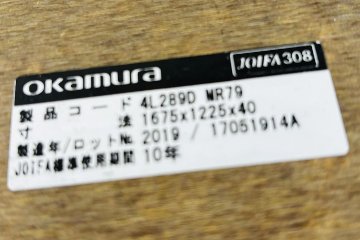 okamura JOIFA308
製品コード 4L289D MR79
寸法 1675x1225x40
製造年/ロットNo. 2019 / 17051914A
JOIFA標準使用期間 10年